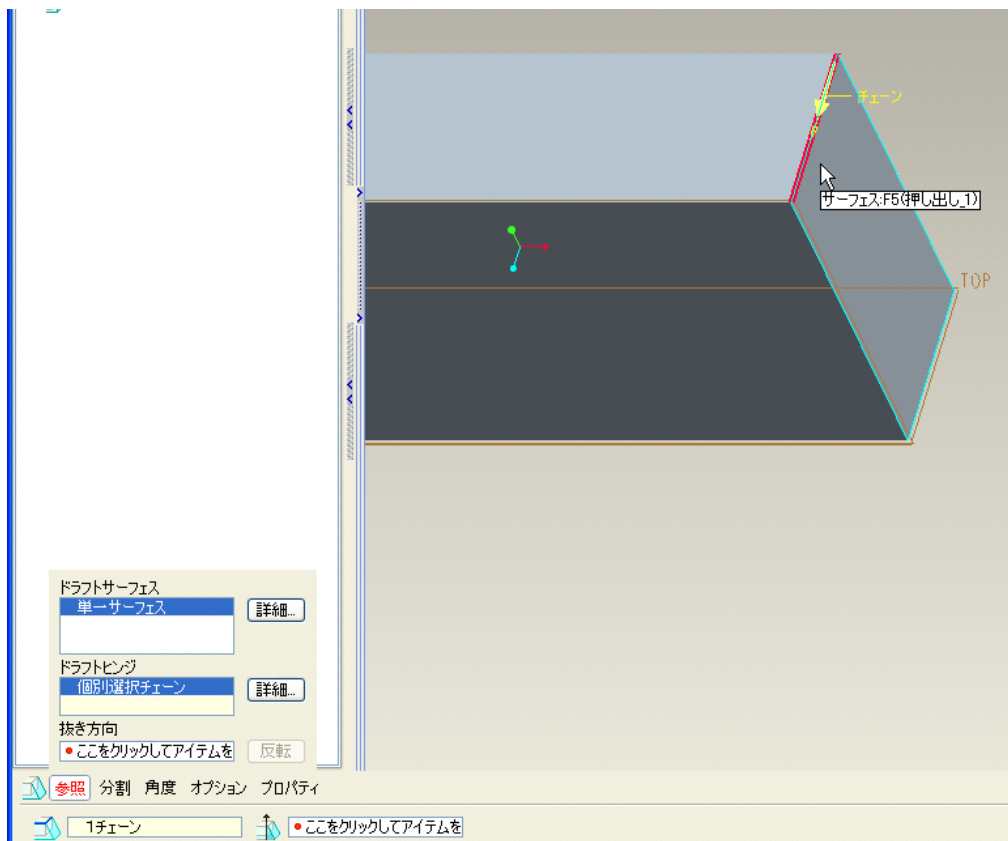 チェーン
サーフェス:F5(押し出し_1)
TOP
ドラフトサーフェス
単一サーフェス
詳細...
ドラフトヒンジ
個別選択チェーン
詳細...
抜き方向
ここをクリックしてアイテムを
反転
参照 分割 角度 オプション プロパティ
1チェーン
ここをクリックしてアイテムを